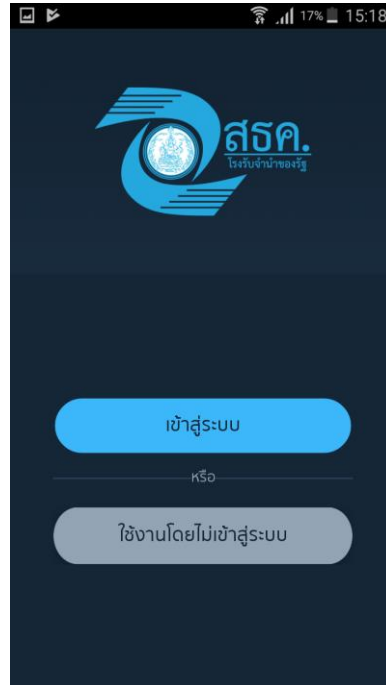 17% 15:18
สธค.
โรงรับจำนำของรัฐ
เข้าสู่ระบบ
หรือ
ใช้งานโดยไม่เข้าสู่ระบบ